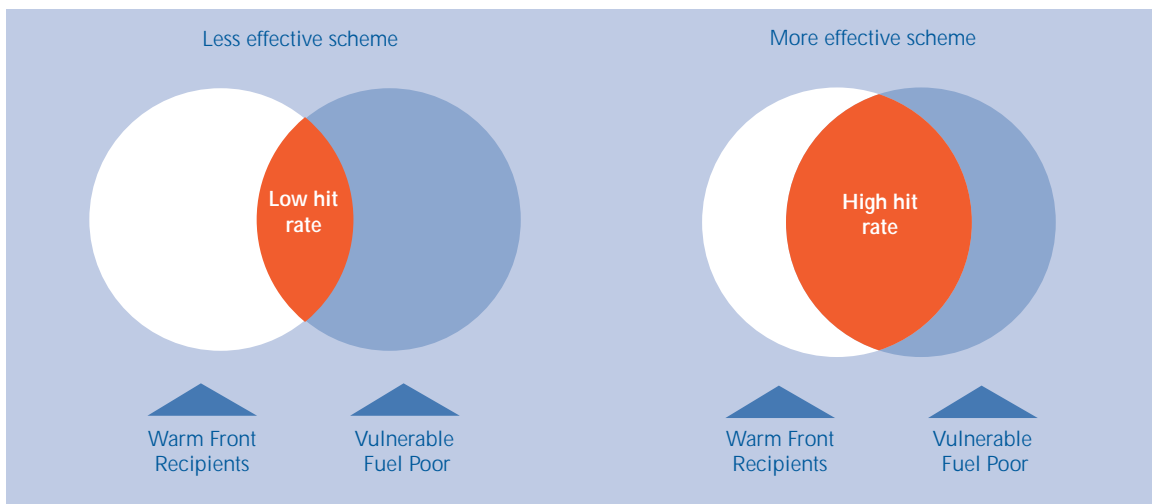 Less effective scheme
More effective scheme
Low hit
rate
High hit
rate
Warm Front
Recipients
Vulnerable
Fuel Poor
Warm Front
Recipients
Vulnerable
Fuel Poor